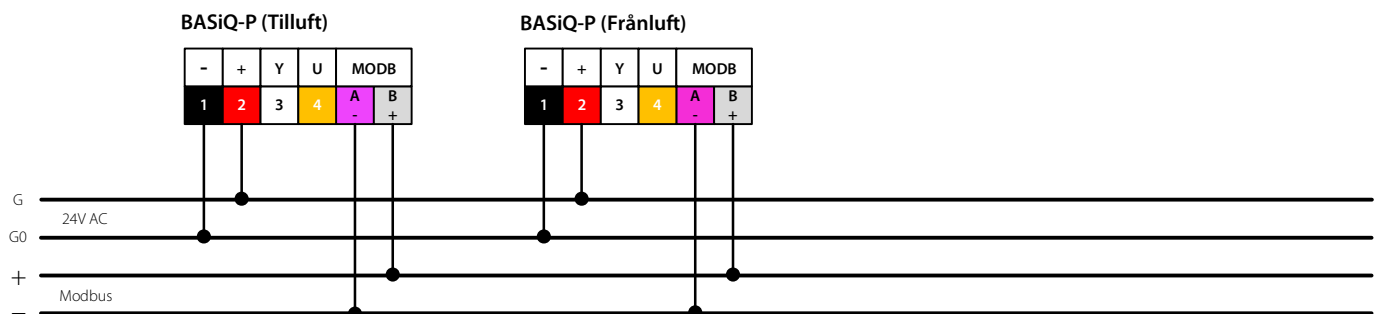 BASiQ-P (Tilluft) BASiQ-P (Frånluft)
- + Y U MODB - + Y U MODB
1 2 3 4 A - B + 1 2 3 4 A - B +
G
24V AC
G0
+
Modbus
-